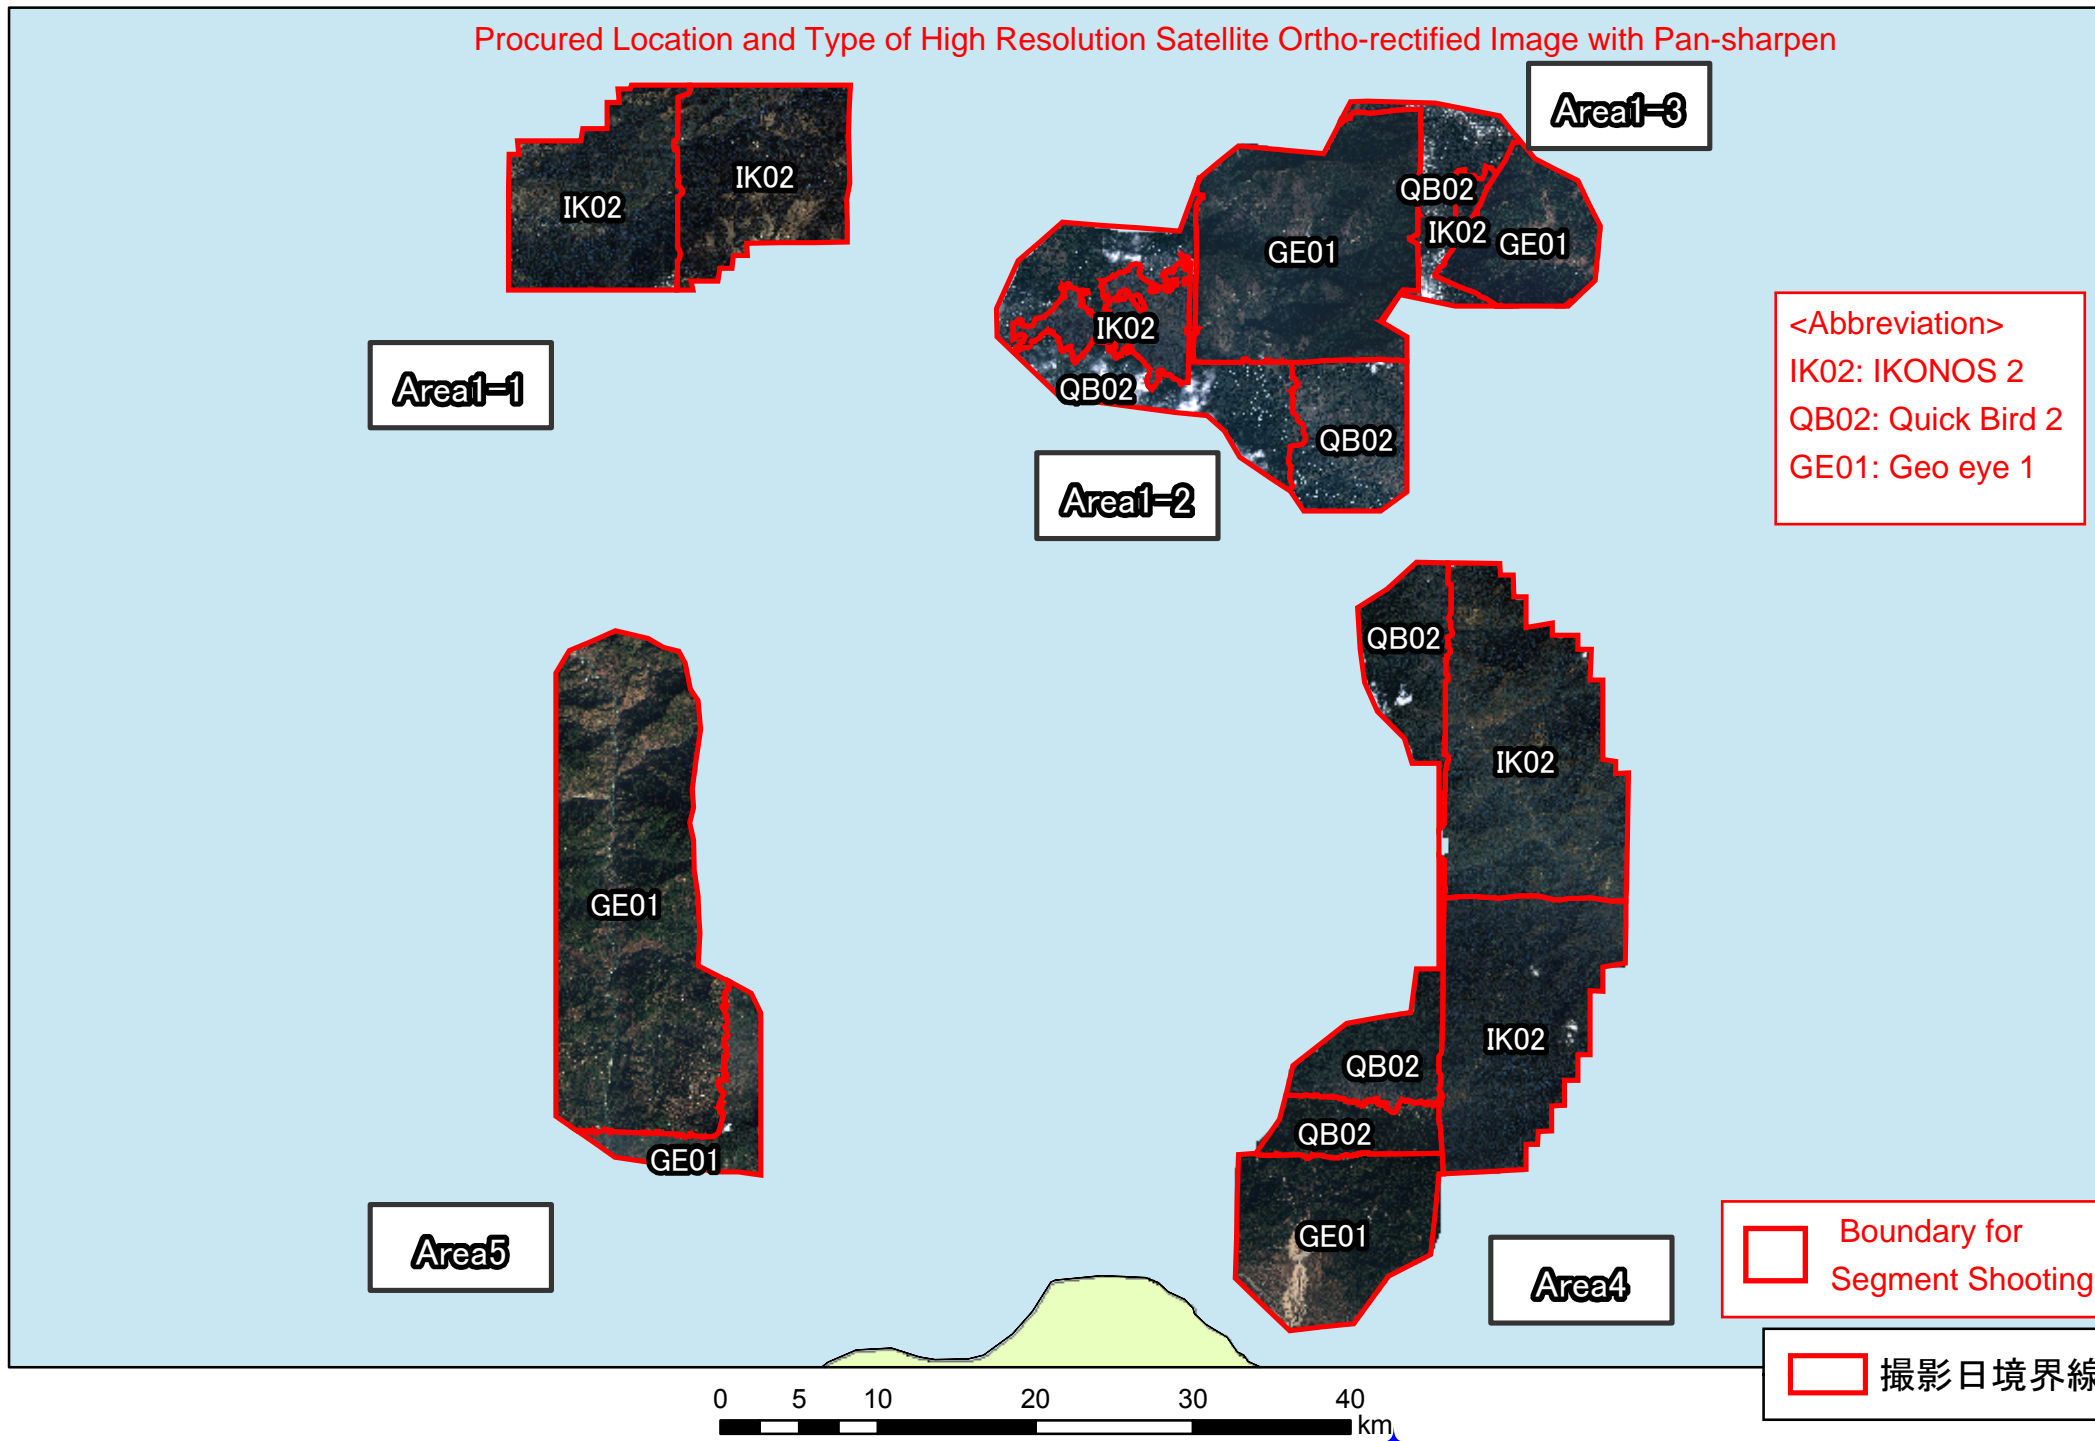 Procured Location and Type of High Resolution Satellite Ortho-rectified Image with Pan-sharpen
Area1-3
IK02
IK02
QB02
IK02
GE01
GE01
IK02
QB02
QB02
Area1-1
Area1-2
<Abbreviation>
IK02: IKONOS 2
QB02: Quick Bird 2
GE01: Geo eye 1
QB02
IK02
GE01
IK02
QB02
QB02
GE01
GE01
Area5
Area4
Boundary for
Segment Shooting
撮影日境界線
0 5 10 20 30 40
km